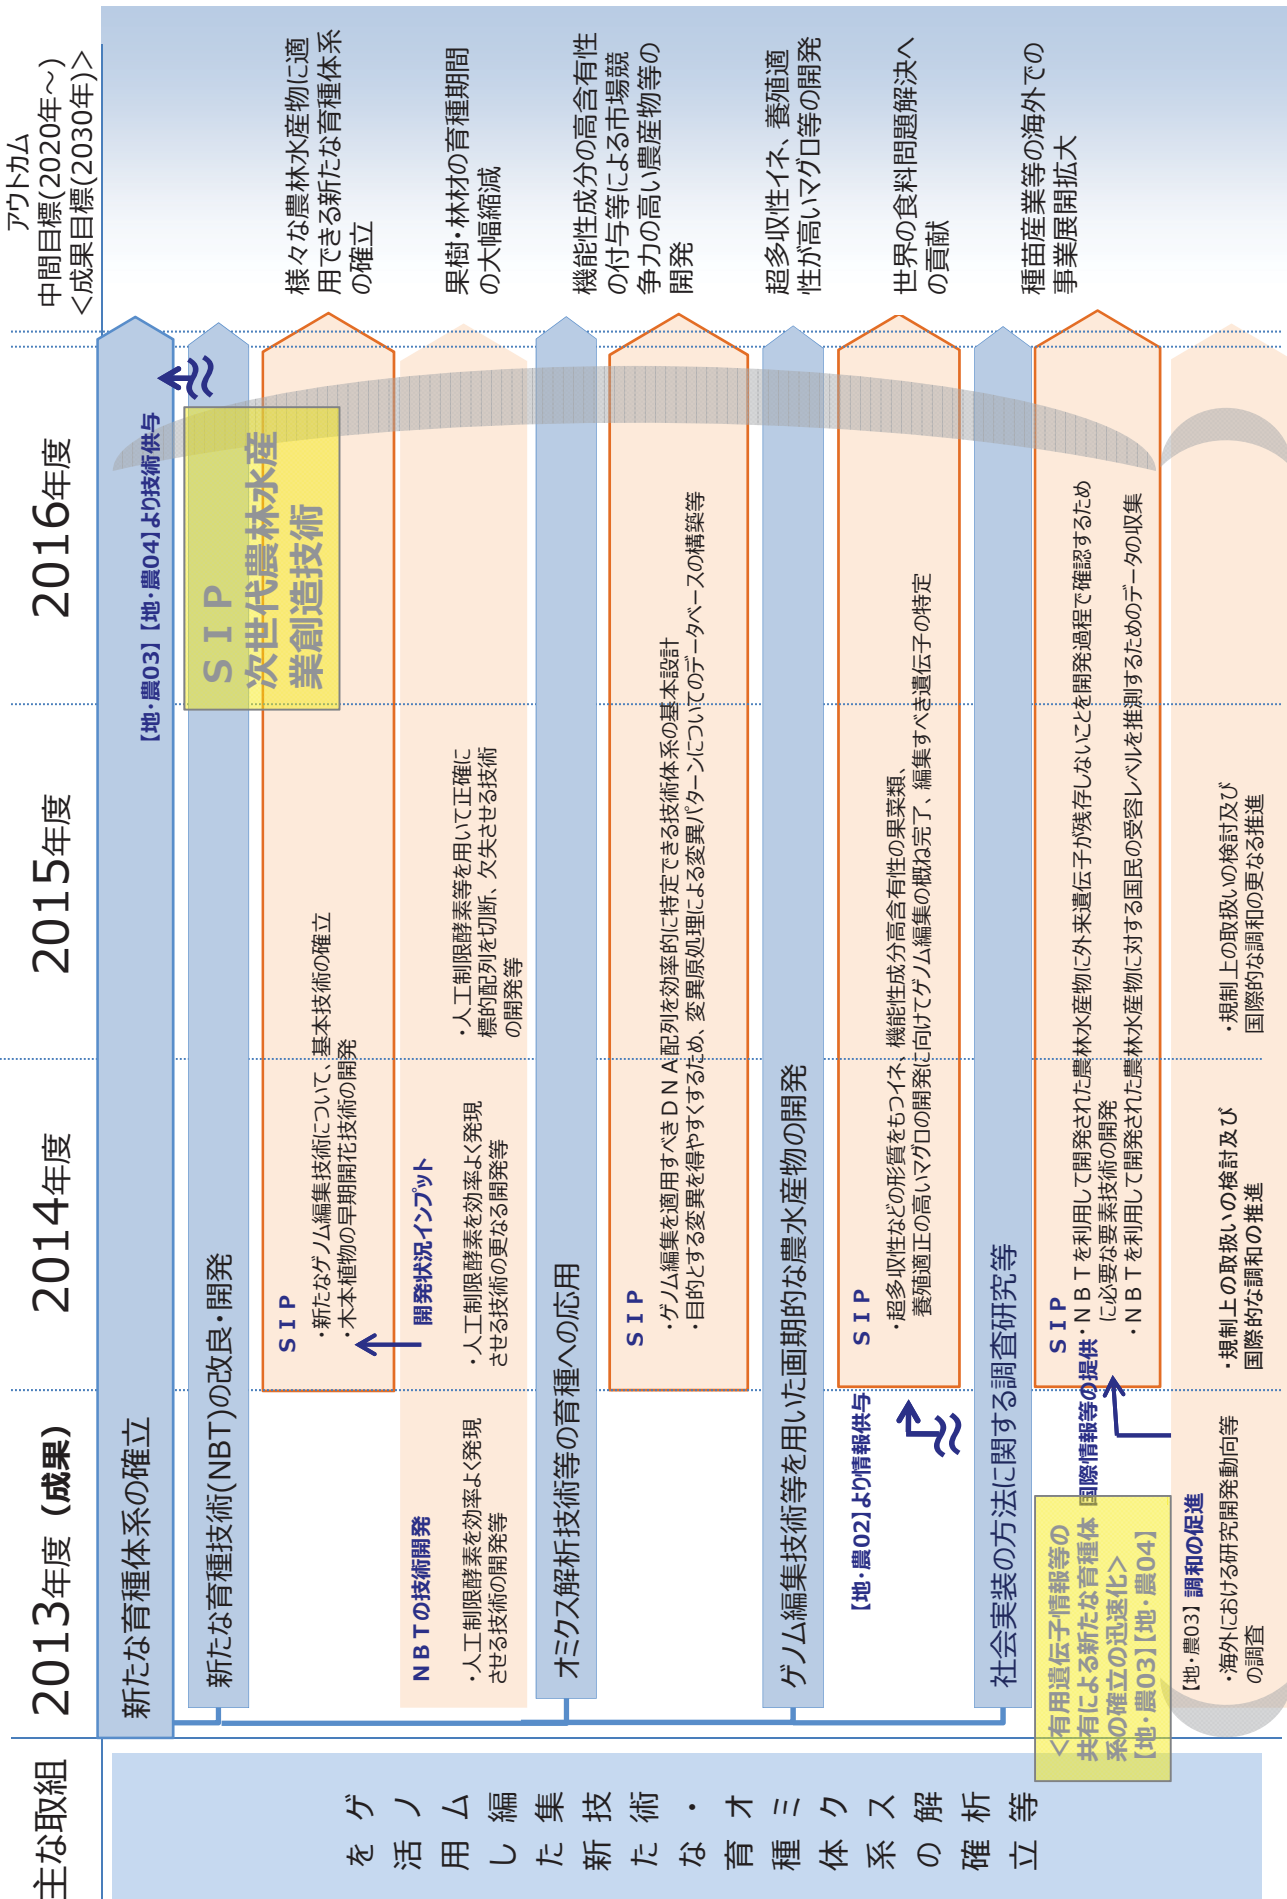 主な取組
2013年度（成果）
2014年度
2015年度
2016年度
アウトカム
中間目標(2020年～)
＜成果目標(2030年)＞
ゲノム編集技術・オミクス解析等
を活用した新たな育種体系の確立
新たな育種体系の確立
【地・農03】【地・農04】より技術供与
新たな育種技術(NBT)の改良・開発
ＳＩＰ
次世代農林水産
業創造技術
ＳＩＰ
・新たなゲノム編集技術について、基本技術の確立
・木本植物の早期開花技術の開発
ＮＢＴの技術開発
・人工制限酵素を効率よく発現
させる技術の開発等
開発状況インプット
・人工制限酵素を効率よく発現
させる技術の更なる開発等
・人工制限酵素等を用いて正確に
標的配列を切断、欠失させる技術
の開発等
オミクス解析技術等の育種への応用
ＳＩＰ
・ゲノム編集を適用すべきＤＮＡ配列を効率的に特定できる技術体系の基本設計
・目的とする変異を得やすくするため、変異原処理による変異パターンについてのデータベースの構築等
ゲノム編集技術等を用いた画期的な農水産物の開発
【地・農02】より情報供与
ＳＩＰ
・超多収性などの形質をもつイネ、機能性成分高含有性の果菜類、
養殖適正の高いマグロの開発に向けてゲノム編集の概ね完了、編集すべき遺伝子の特定
社会実装の方法に関する調査研究等
＜有用遺伝子情報等の
共有による新たな育種体
系の確立の迅速化＞
【地・農03】【地・農04】
国際情報等の提供
ＳＩＰ
・ＮＢＴを利用して開発された農林水産物に外来遺伝子が残存しないことを開発過程で確認するため
に必要な要素技術の開発
・ＮＢＴを利用して開発された農林水産物に対する国民の受容レベルを推測するためのデータの収集
【地・農03】調和の促進
・海外における研究開発動向等
の調査
・規制上の取扱いの検討及び
国際的な調和の推進
・規制上の取扱いの検討及び
国際的な調和の更なる推進
様々な農林水産物に適
用できる新たな育種体系
の確立
果樹・林材の育種期間
の大幅縮減
機能性成分の高含有性
の付与等による市場競
争力の高い農産物等の
開発
超多収性イネ、養殖適
性が高いマグロ等の開発
世界の食料問題解決へ
の貢献
種苗産業等の海外での
事業展開拡大